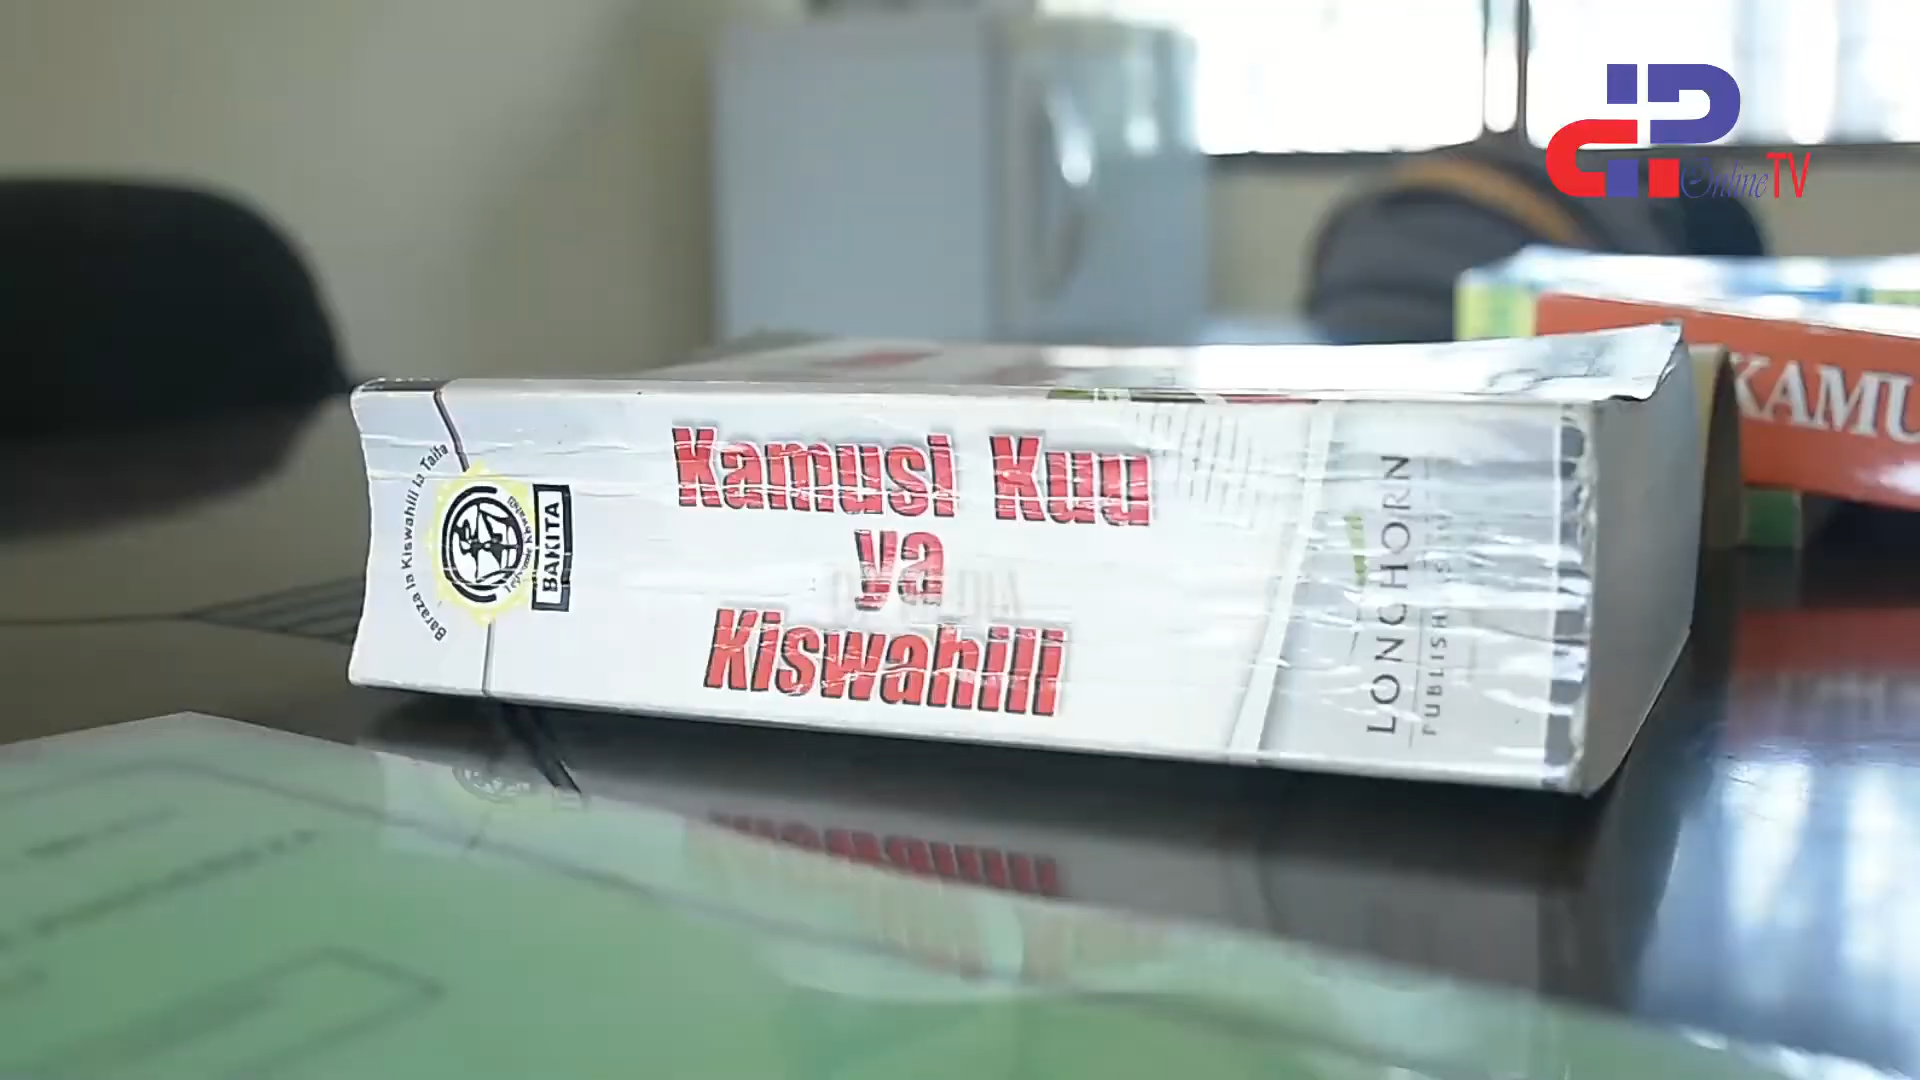 Online TV
Kamusi Kuu
ya
Kiswahili
Baraza la Kiswahili la Taifa
BAKITA
LONGHORN
PUBLISHERS
KAMU